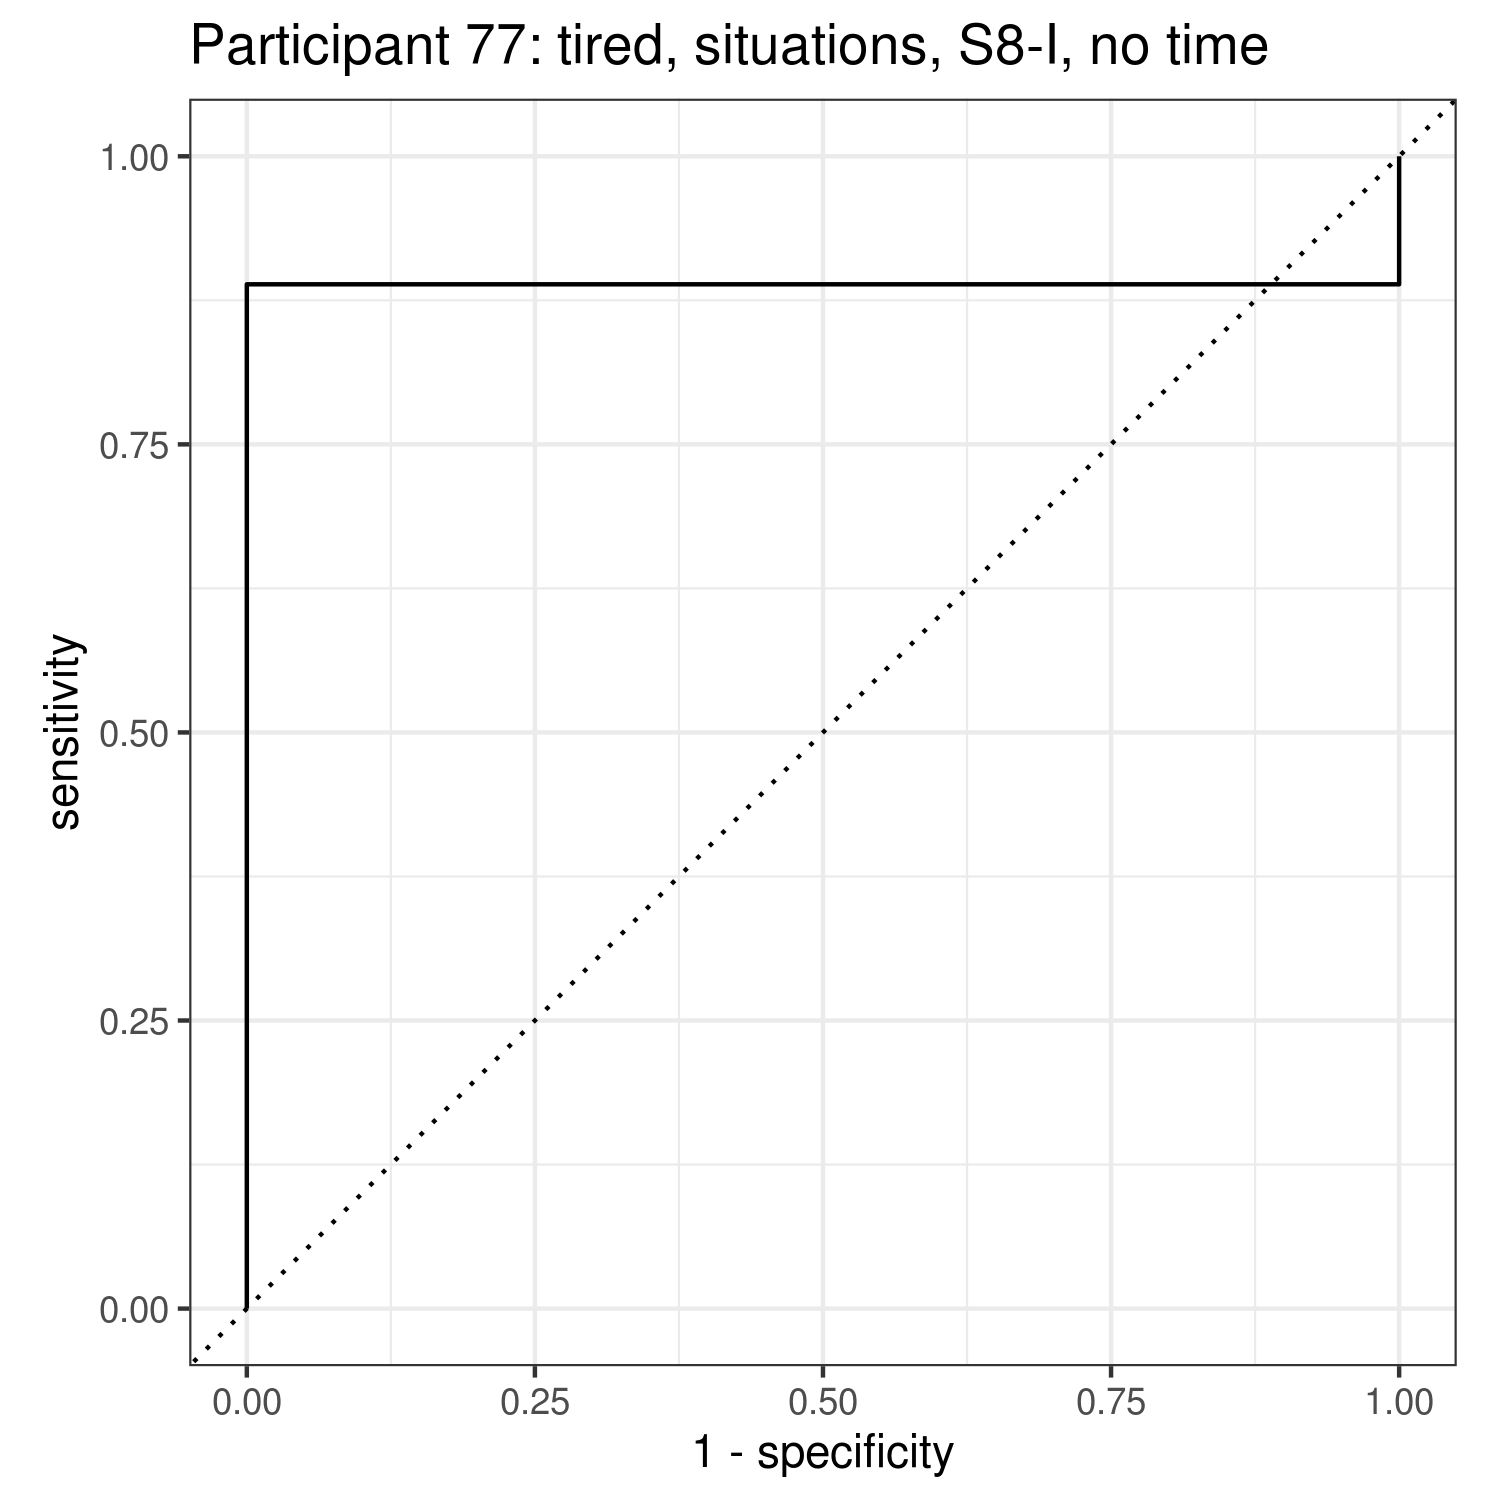 Participant 77: tired, situations, S8-I, no time
1.00
0.75
0.50
0.25
0.00
sensitivity
0.00 0.25 0.50 0.75 1.00
1 - specificity